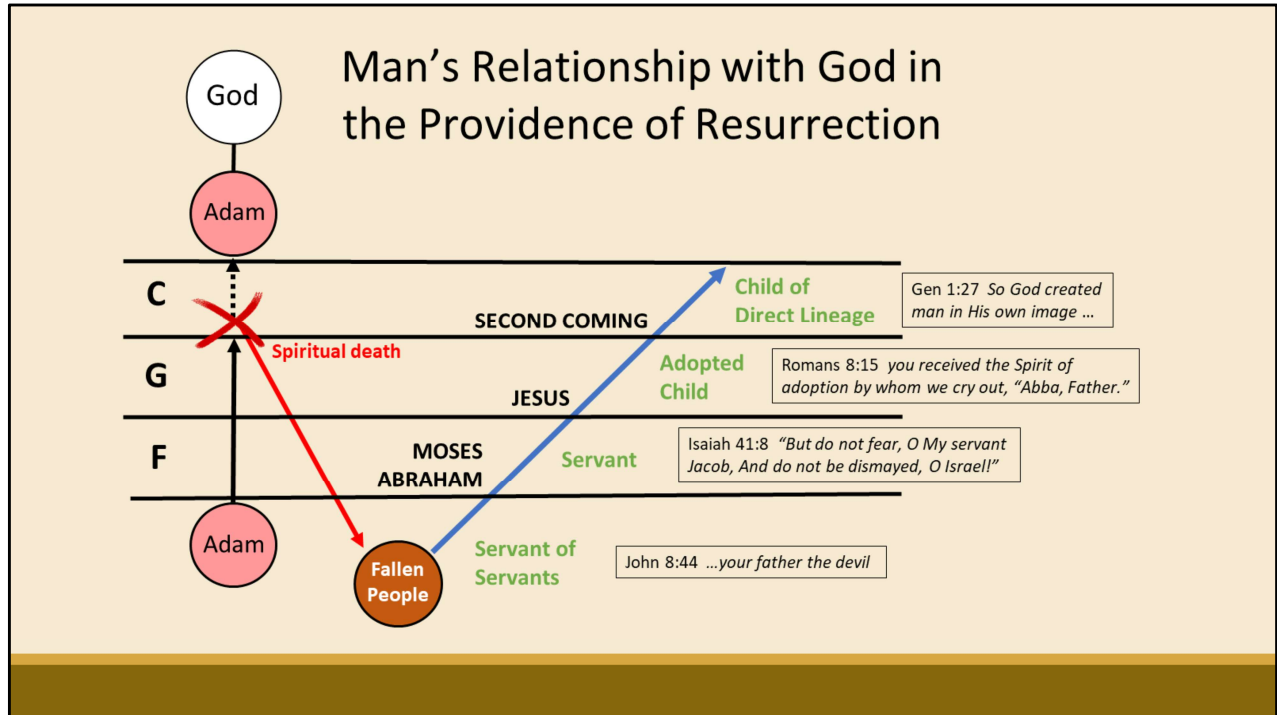 Man’s Relationship with God in
the Providence of Resurrection
God
Adam
C
SECOND COMING
Child of
Direct Lineage
Gen 1:27 So God created
man in His own image ...
Spiritual death
G
JESUS
Adopted
Child
Romans 8:15 you received the Spirit of
adoption by whom we cry out, “Abba, Father.”
F
MOSES
ABRAHAM
Servant
Isaiah 41:8 “But do not fear, O My servant
Jacob, And do not be dismayed, O Israel!”
Adam
Fallen
People
Servant of
Servants
John 8:44 ...your father the devil